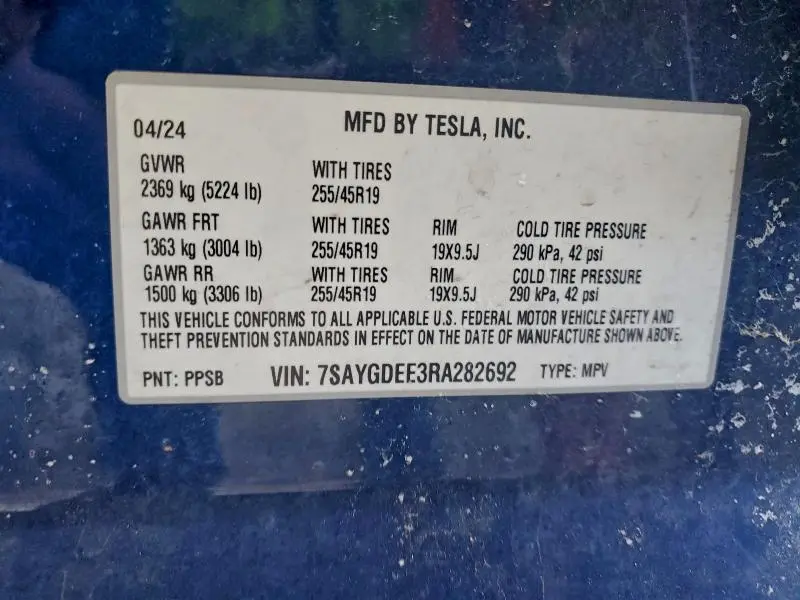 04/24 MFD BY TESLA, INC.
GVWR WITH TIRES
2369 kg (5224 lb) 255/45R19
GAWR FRT WITH TIRES RIM COLD TIRE PRESSURE
1363 kg (3004 lb) 255/45R19 19X9.5J 290 kPa, 42 psi
GAWR RR WITH TIRES RIM COLD TIRE PRESSURE
1500 kg (3306 lb) 255/45R19 19X9.5J 290 kPa, 42 psi
THIS VEHICLE CONFORMS TO ALL APPLICABLE U.S. FEDERAL MOTOR VEHICLE SAFETY AND
THEFT PREVENTION STANDARDS IN EFFECT ON THE DATE OF MANUFACTURE SHOWN ABOVE.
PNT: PPSB VIN: 7SAYGDEE3RA282692 TYPE: MPV